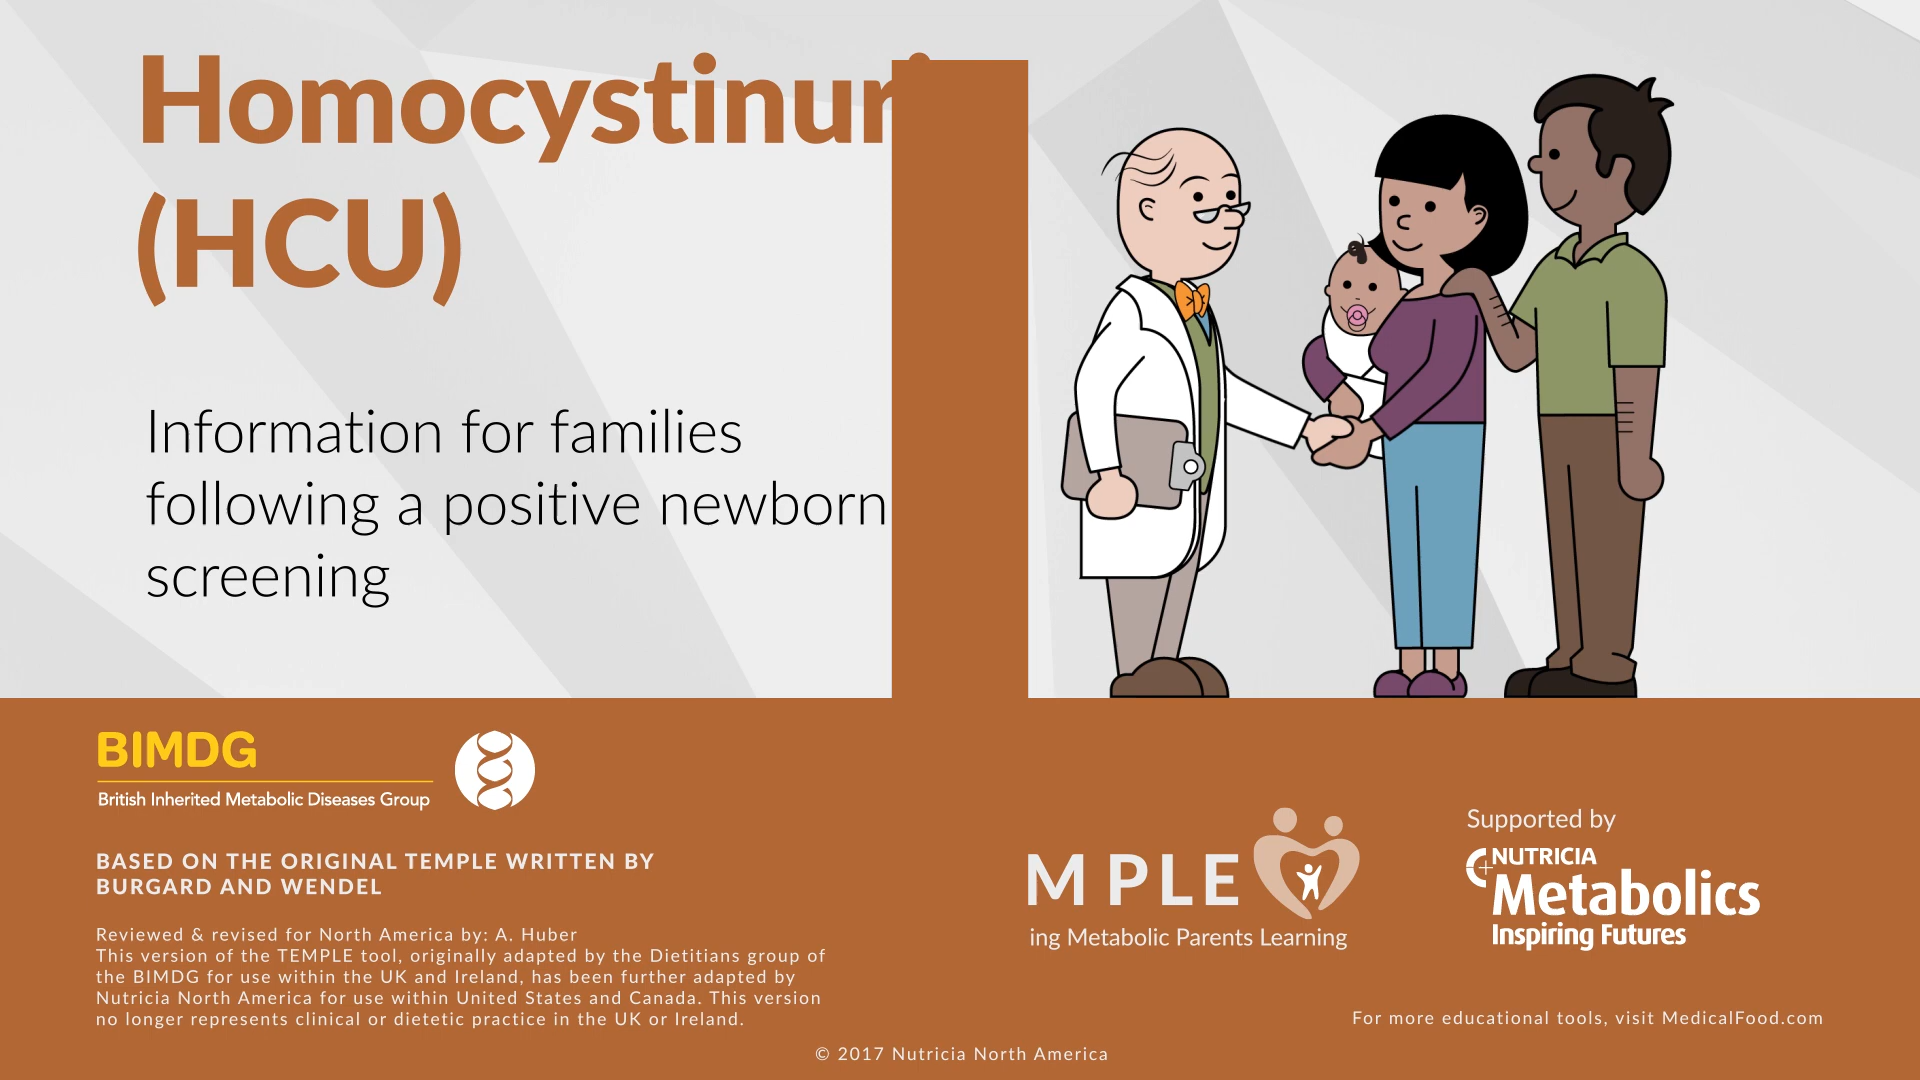 Homocystinuri
(HCU)
Information for families
following a positive newborn
screening
BIMDG
British Inherited Metabolic Diseases Group
BASED ON THE ORIGINAL TEMPLE WRITTEN BY
BURGARD AND WENDEL
Reviewed & revised for North America by: A. Huber
This version of the TEMPLE tool, originally adapted by the Dietitians group of
the BIMDG for use within the UK and Ireland, has been further adapted by
Nutricia North America for use within United States and Canada. This version
no longer represents clinical or dietetic practice in the UK or Ireland.
M PLE
ing Metabolic Parents Learning
Supported by
NUTRICIA
Metabolics
Inspiring Futures
For more educational tools, visit MedicalFood.com
© 2017 Nutricia North America